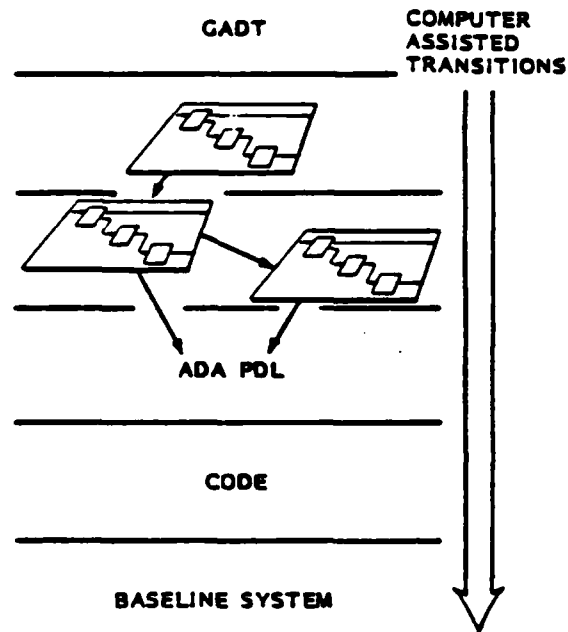 GADT
COMPUTER
ASSISTED
TRANSITIONS
ADA PDL
CODE
BASELINE SYSTEM